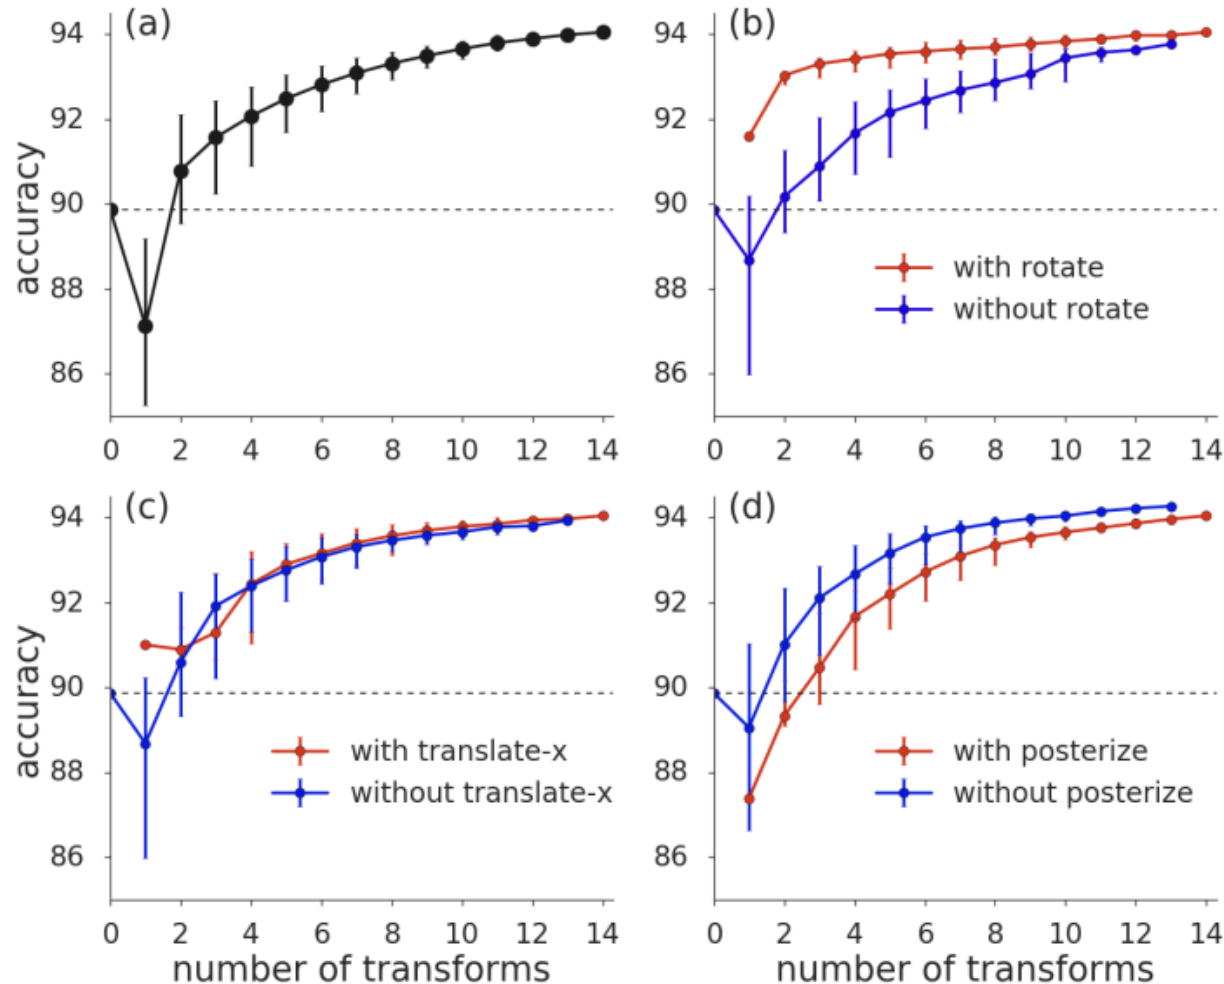 (a)
94
92
90
88
86
accuracy
0 2 4 6 8 10 12 14
(b)
94
92
90
88
86
with rotate
without rotate
0 2 4 6 8 10 12 14
(c)
94
92
90
88
86
accuracy
with translate-x
without translate-x
0 2 4 6 8 10 12 14
number of transforms
(d)
94
92
90
88
86
with posterize
without posterize
0 2 4 6 8 10 12 14
number of transforms